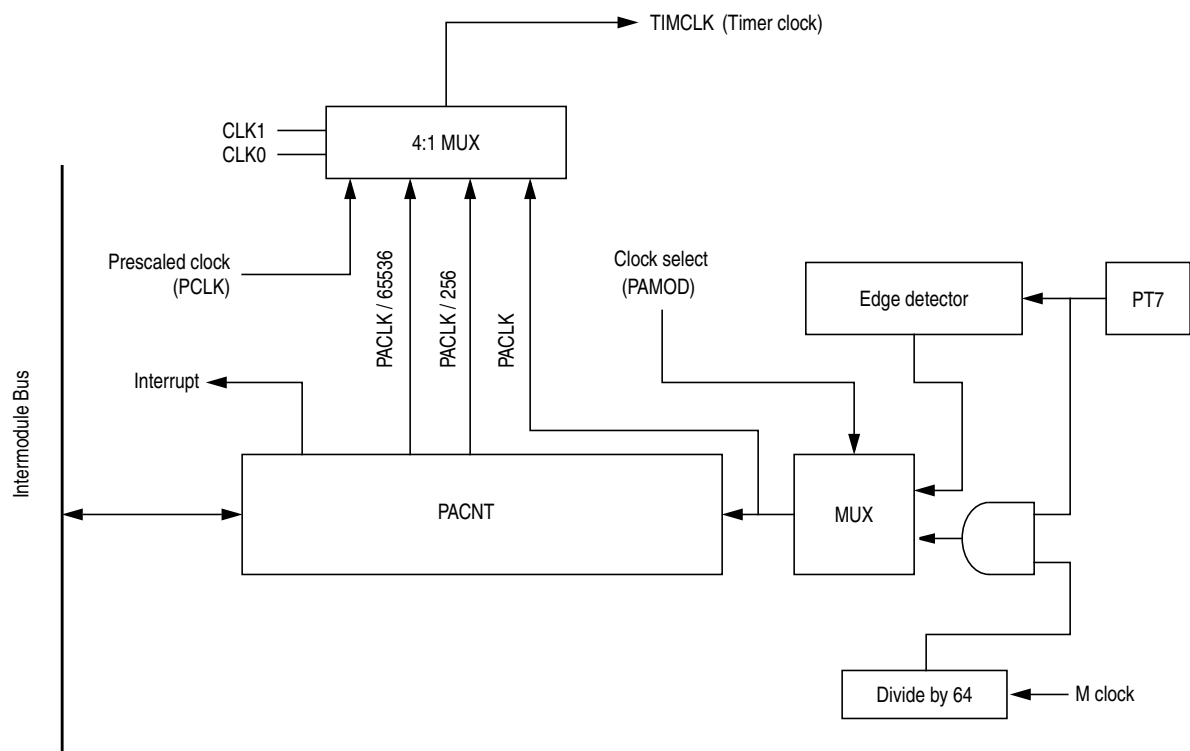 TIMCLK (Timer clock)
CLK1
CLK0
4:1 MUX
Prescaled clock
(PCLK)
PACLK / 65536
PACLK / 256
PACLK
Clock select
(PAMOD)
Edge detector
PT7
Interrupt
Intermodule Bus
PACNT
MUX
Divide by 64
M clock